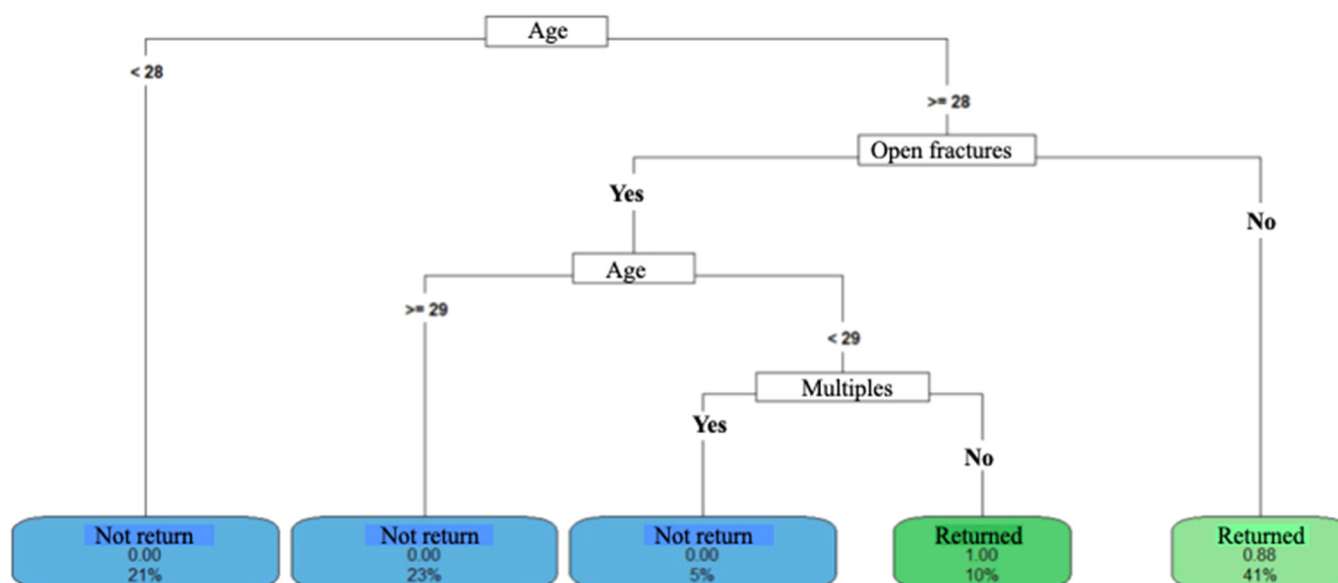 Age
< 28
>= 28
Open fractures
Yes
No
Age
>= 29
< 29
Multiples
Yes
No
Not return
0.00
21%
Not return
0.00
23%
Not return
0.00
5%
Returned
1.00
10%
Returned
0.88
41%